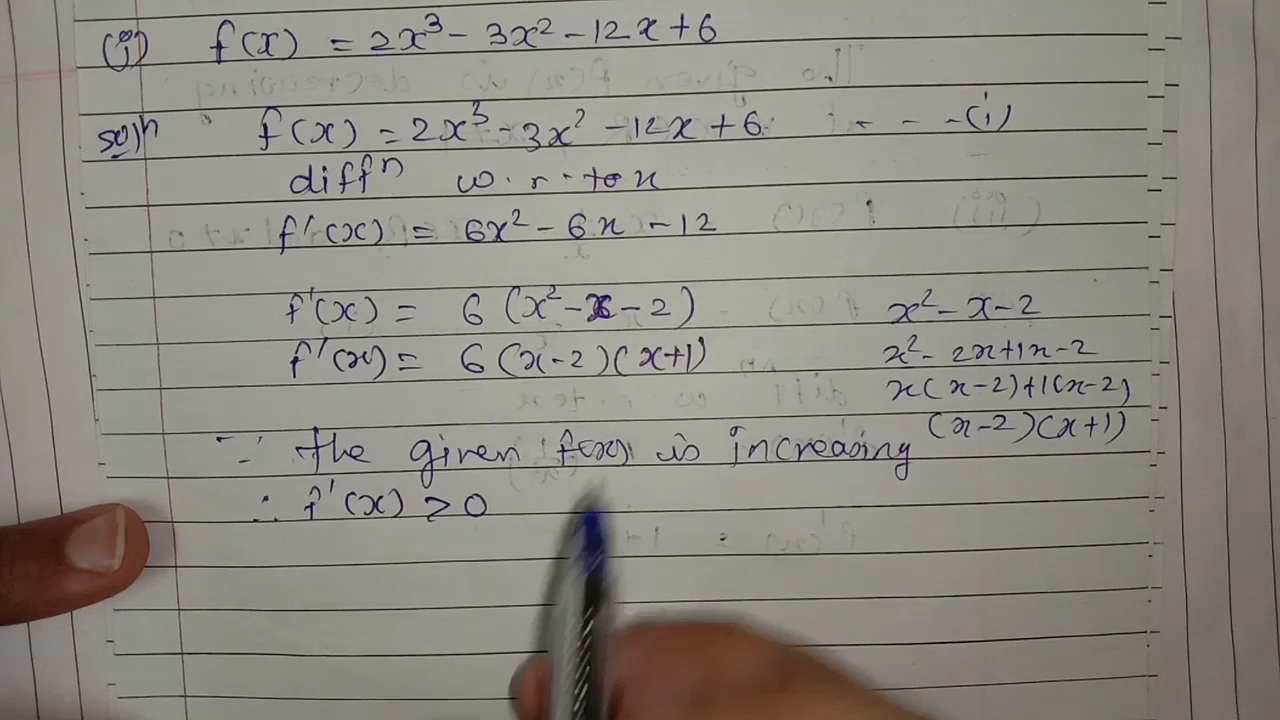 (i) f(x) = 2x³ - 3x² - 12x + 6
solⁿ f(x) = 2x³ - 3x² - 12x + 6 - - - (i)
diffⁿ w.r.to x
f'(x) = 6x² - 6x - 12
f'(x) = 6(x² - x - 2) x² - x - 2
f'(x) = 6(x-2)(x+1) x² - 2x + 1x - 2
x(x-2)+1(x-2)
(x-2)(x+1)
∵ the given f(x) is increasing
∴ f'(x) ≥ 0